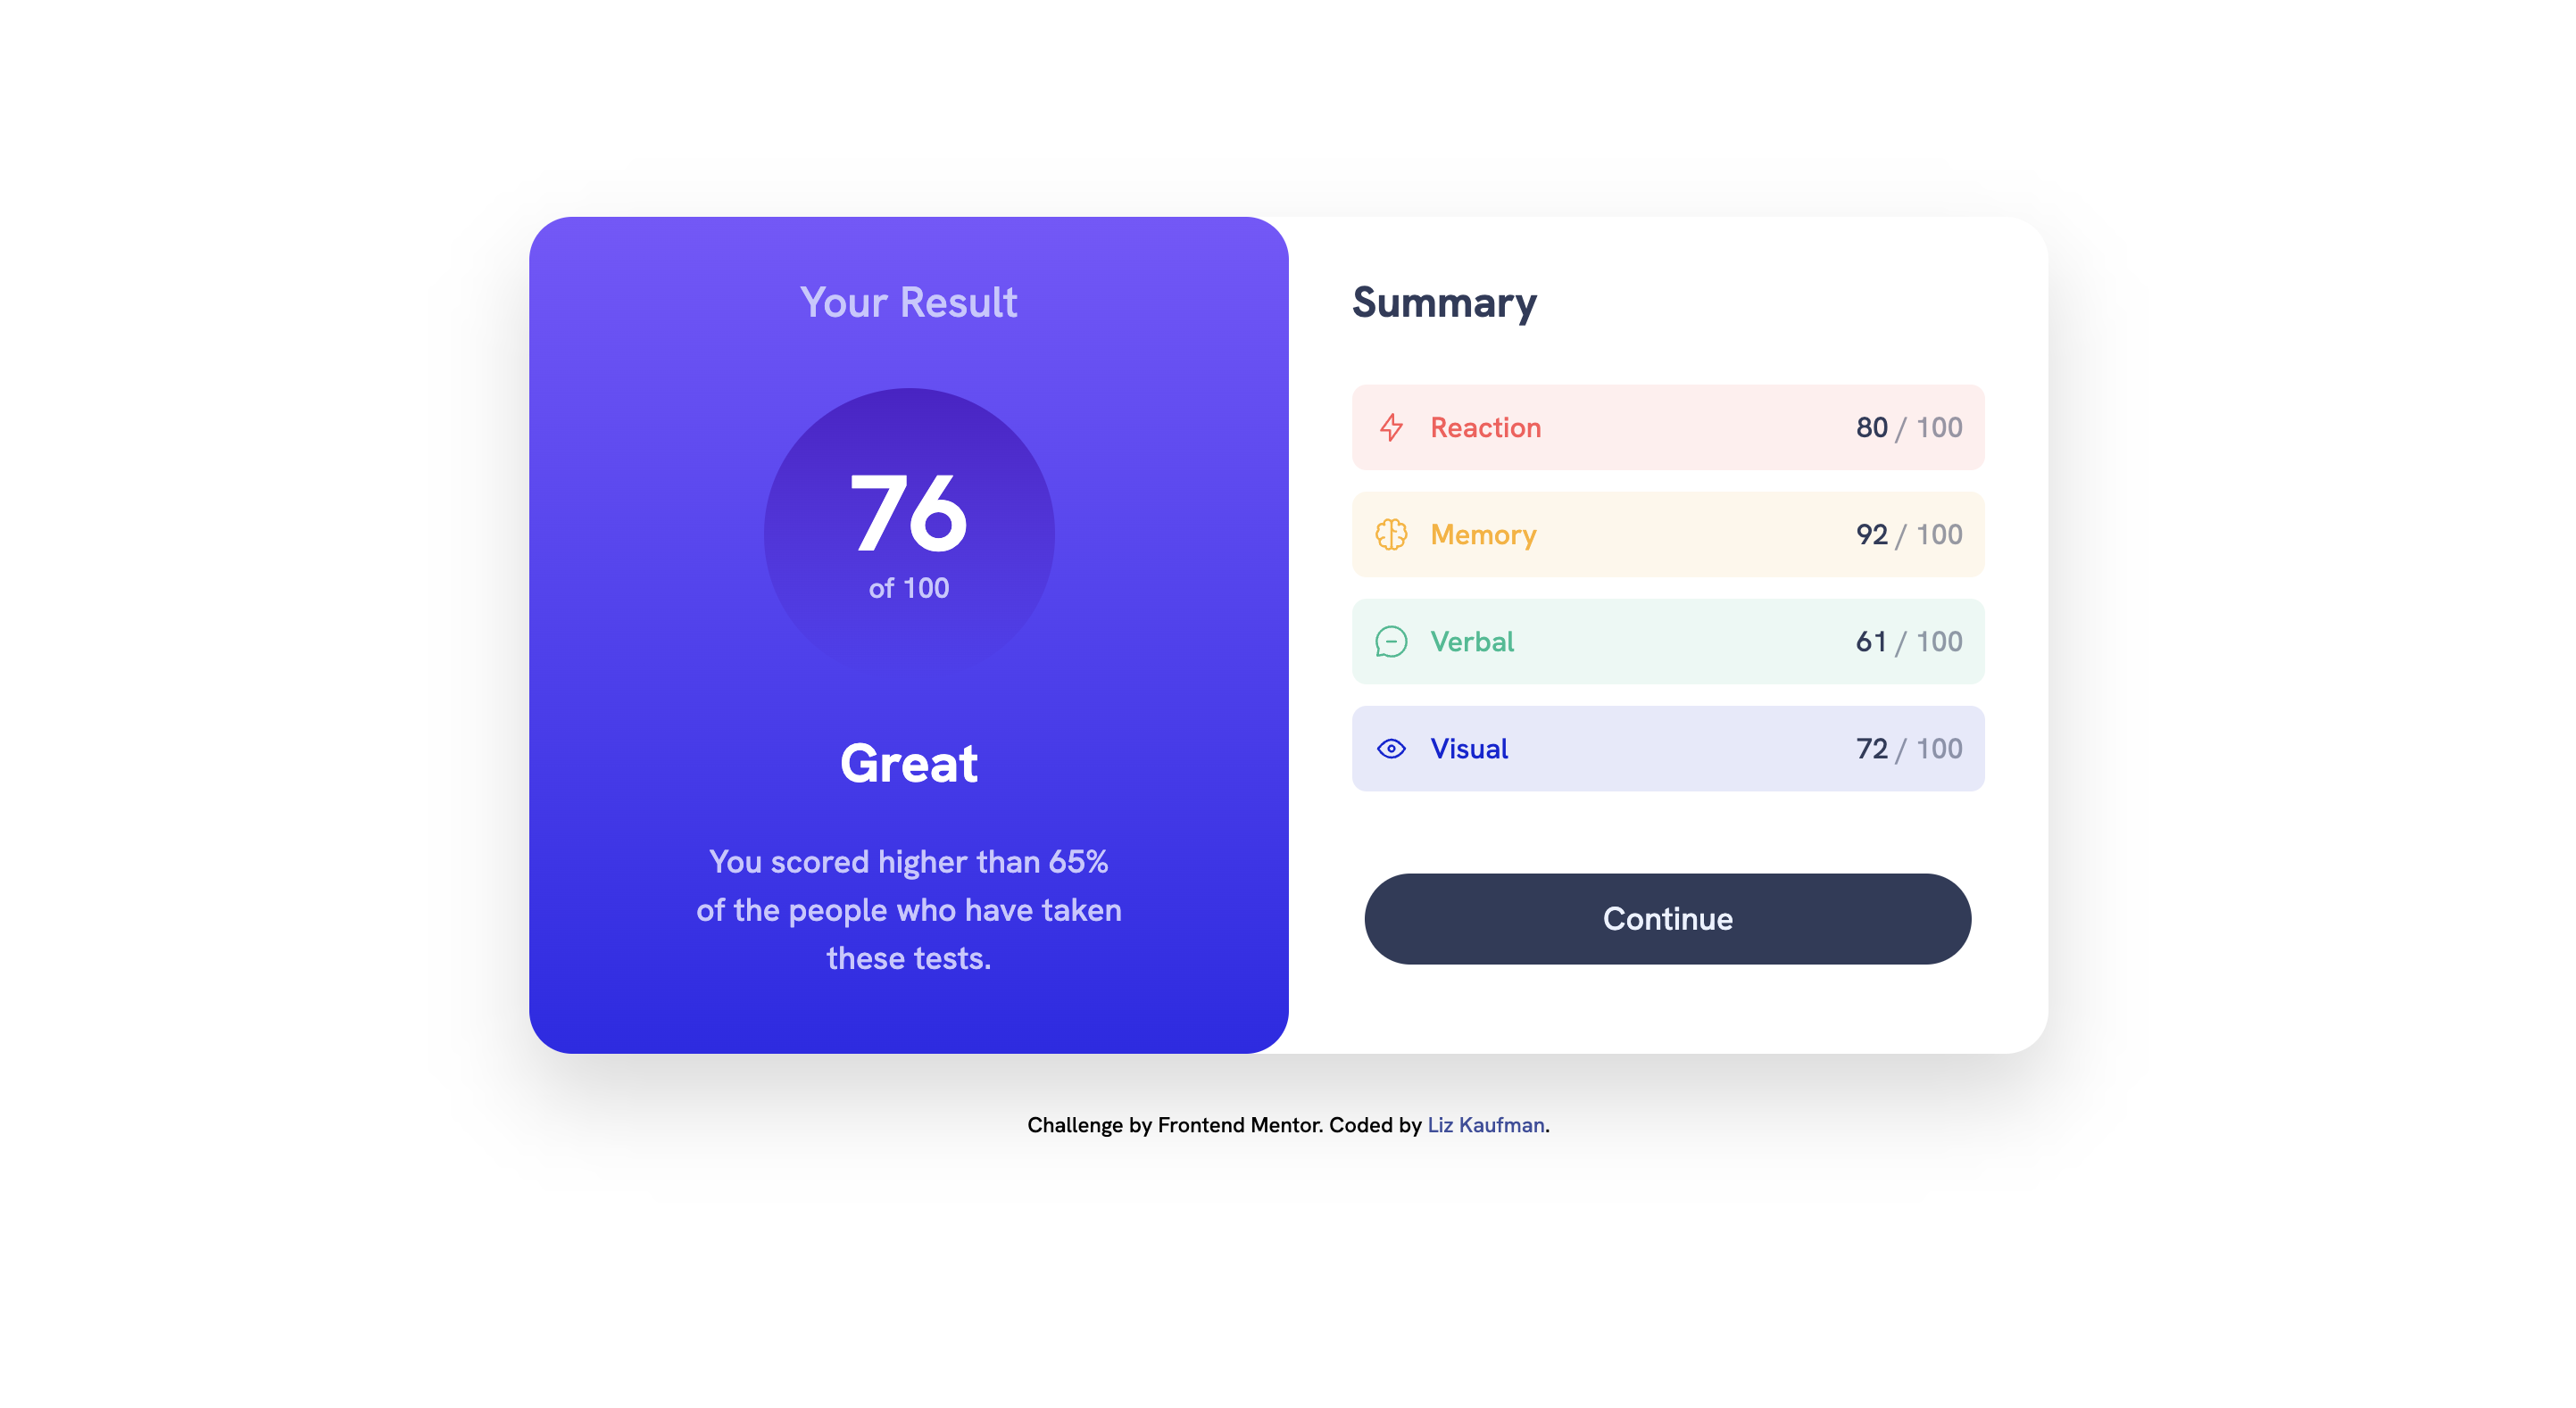 Your Result
76
of 100
Great
You scored higher than 65%
of the people who have taken
these tests.
Summary
Reaction 80 / 100
Memory 92 / 100
Verbal 61 / 100
Visual 72 / 100
Continue
Challenge by Frontend Mentor. Coded by Liz Kaufman.